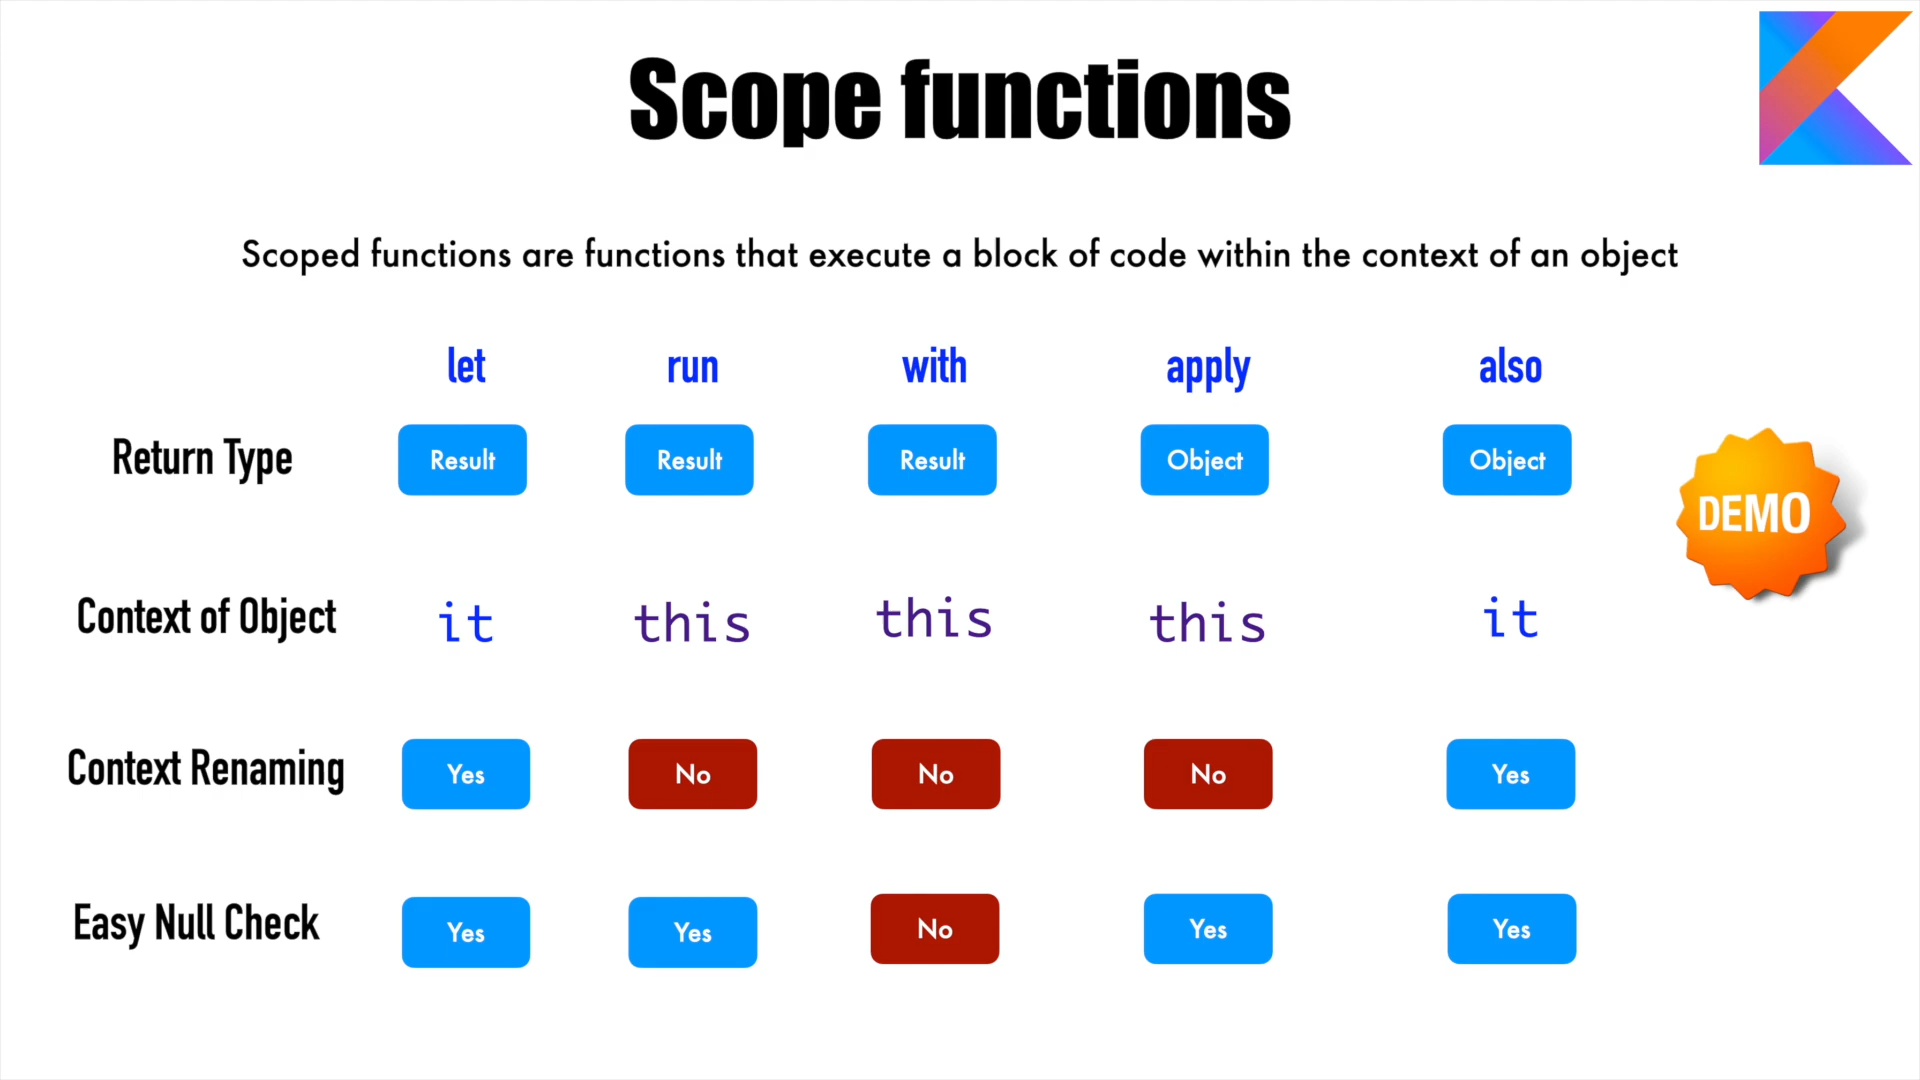 Scope functions
Scoped functions are functions that execute a block of code within the context of an object
let run with apply also
Return Type Result Result Result Object Object
DEMO
Context of Object it this this this it
Context Renaming Yes No No No Yes
Easy Null Check Yes Yes No Yes Yes